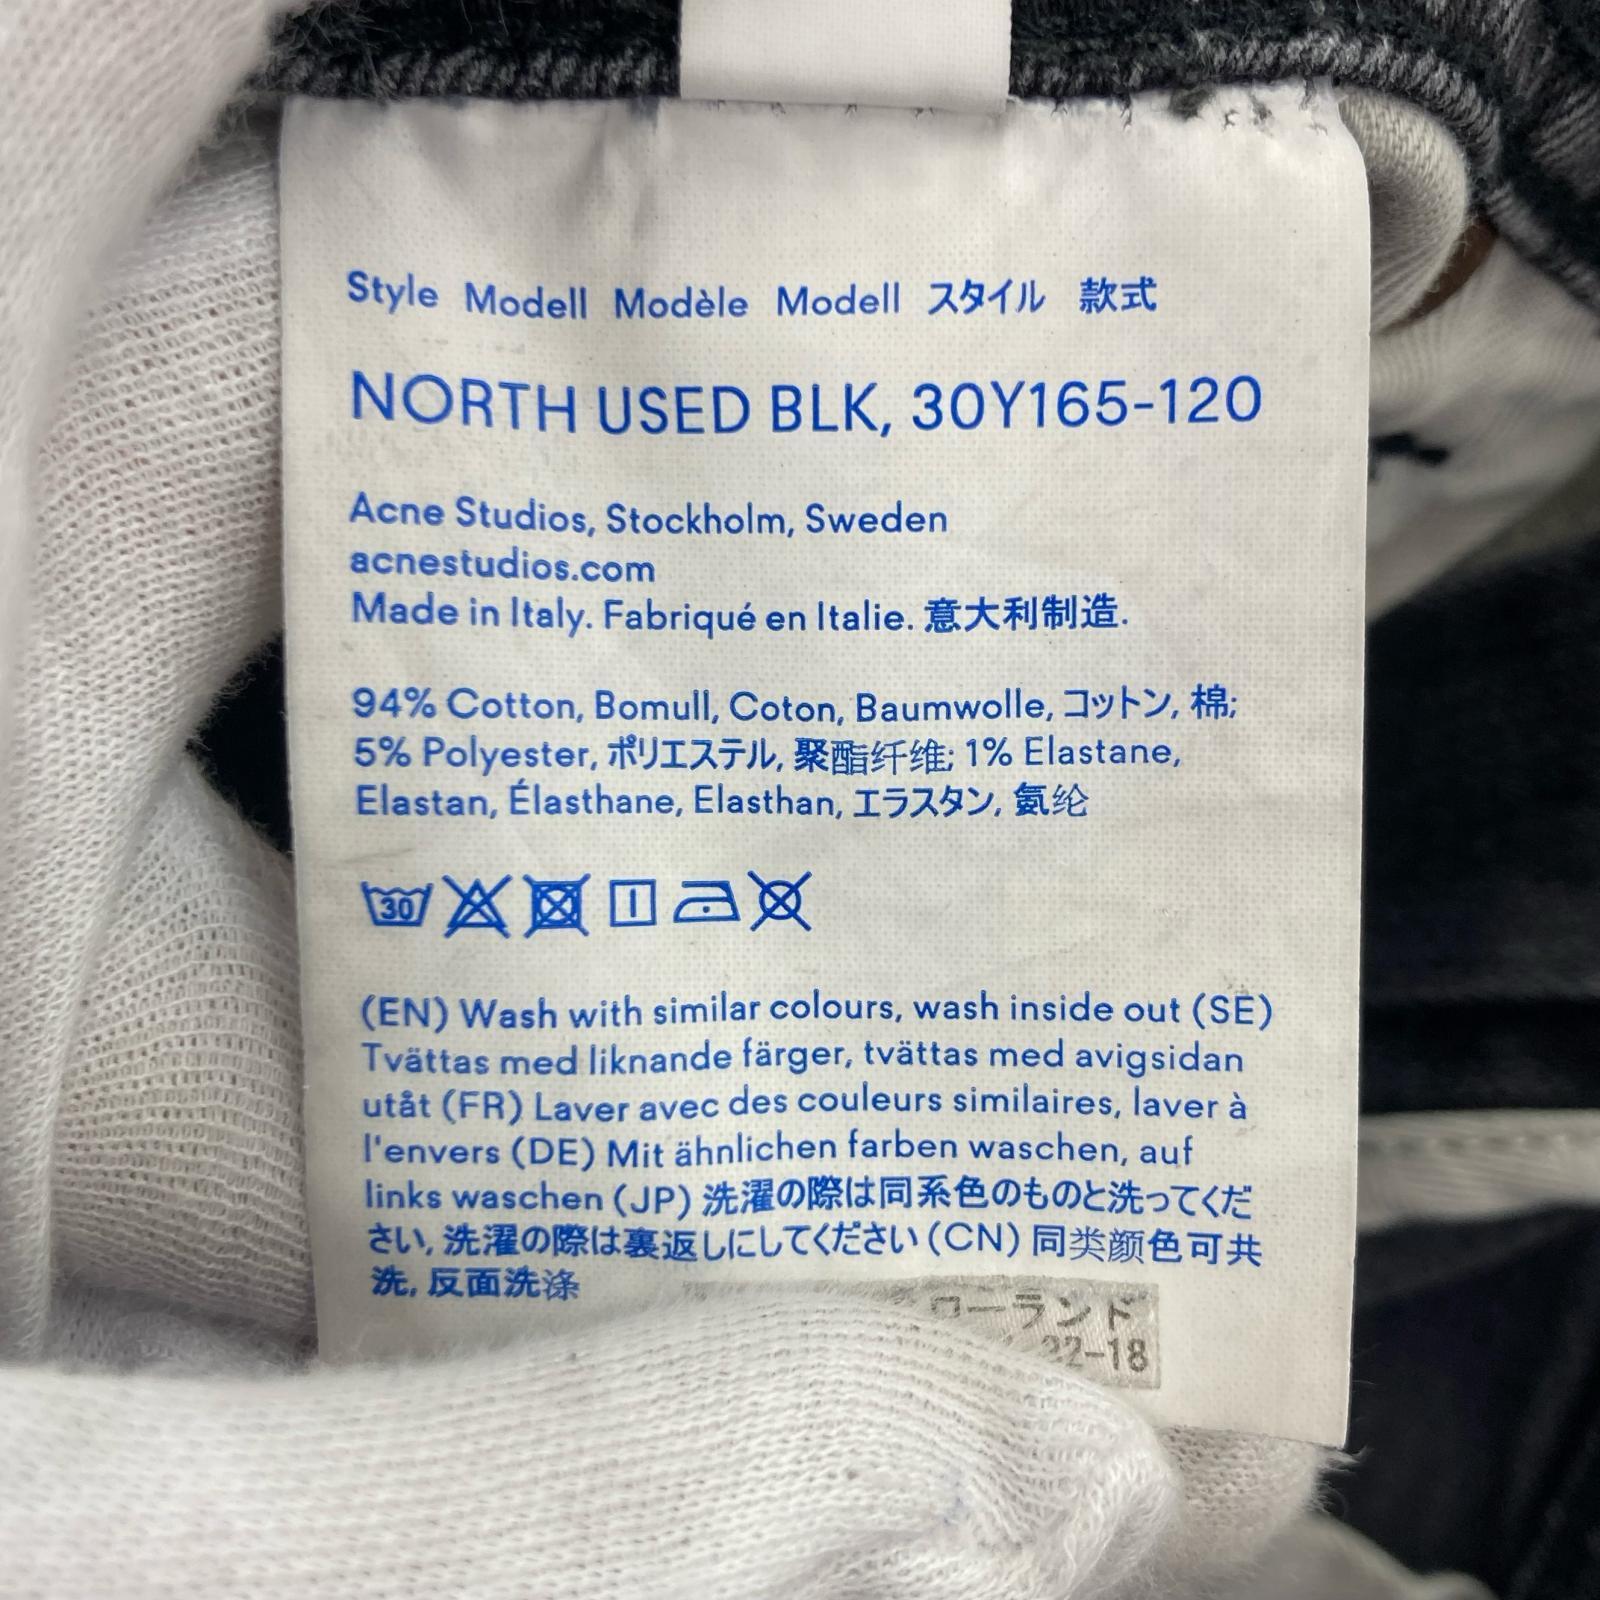 Style Modell Modèle Modell スタイル 款式
NORTH USED BLK, 30Y165-120
Acne Studios, Stockholm, Sweden
acnestudios.com
Made in Italy. Fabriqué en Italie. 意大利制造.
94% Cotton, Bomull, Coton, Baumwolle, コットン, 棉;
5% Polyester, ポリエステル, 聚酯纤维; 1% Elastane,
Elastan, Élasthane, Elasthan, エラスタン, 氨纶
30
(EN) Wash with similar colours, wash inside out (SE)
Tvättas med liknande färger, tvättas med avigsidan
utåt (FR) Laver avec des couleurs similaires, laver à
l'envers (DE) Mit ähnlichen farben waschen, auf
links waschen (JP) 洗濯の際は同系色のものと洗ってくだ
さい, 洗濯の際は裏返しにしてください (CN) 同类颜色可共
洗, 反面洗涤
ローランド
22-18